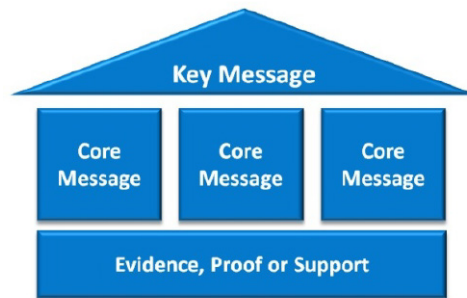 Key Message
Core
Message
Core
Message
Core
Message
Evidence, Proof or Support